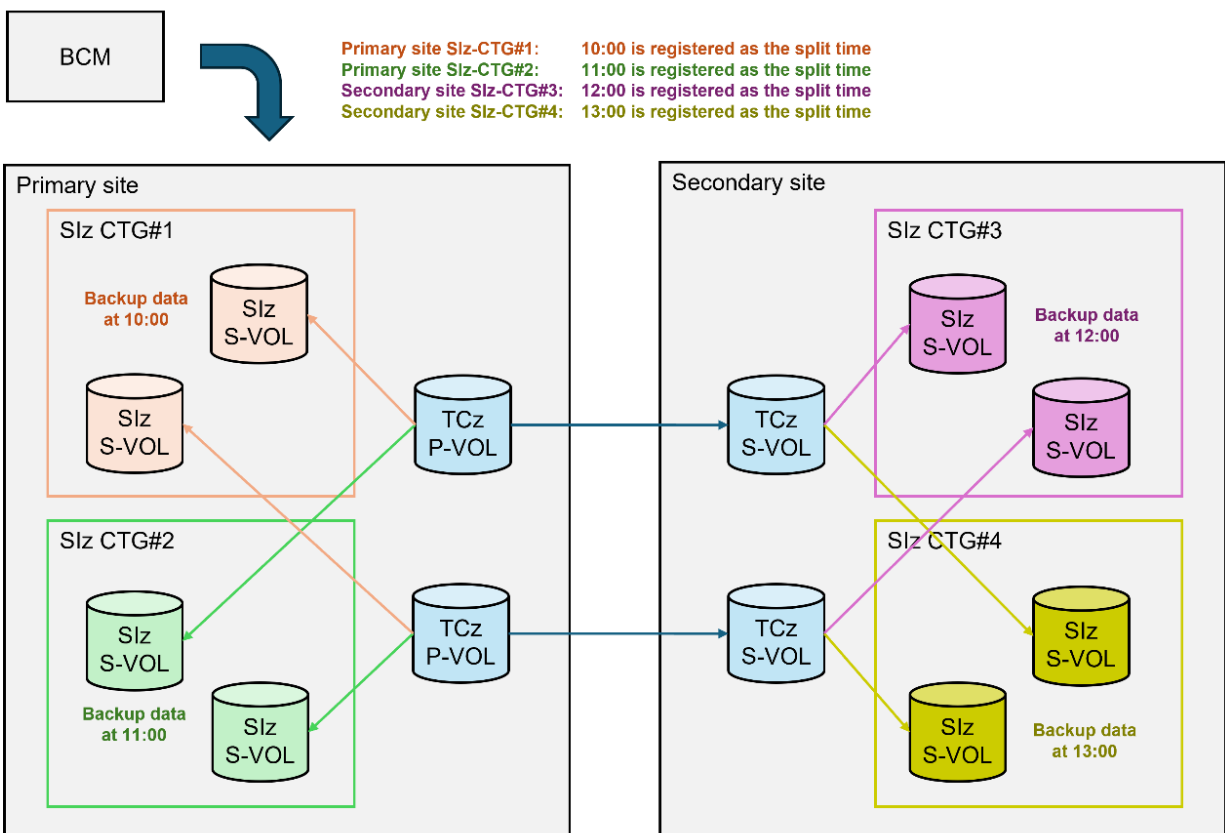 BCM
Primary site SIz-CTG#1: 10:00 is registered as the split time
Primary site SIz-CTG#2: 11:00 is registered as the split time
Secondary site SIz-CTG#3: 12:00 is registered as the split time
Secondary site SIz-CTG#4: 13:00 is registered as the split time
Primary site
SIz CTG#1
Backup data
at 10:00
SIz
S-VOL
SIz
S-VOL
TCz
P-VOL
SIz CTG#2
SIz
S-VOL
Backup data
at 11:00
SIz
S-VOL
TCz
P-VOL
Secondary site
SIz CTG#3
SIz
S-VOL
Backup data
at 12:00
TCz
S-VOL
SIz
S-VOL
SIz CTG#4
TCz
S-VOL
SIz
S-VOL
SIz
S-VOL
Backup data
at 13:00